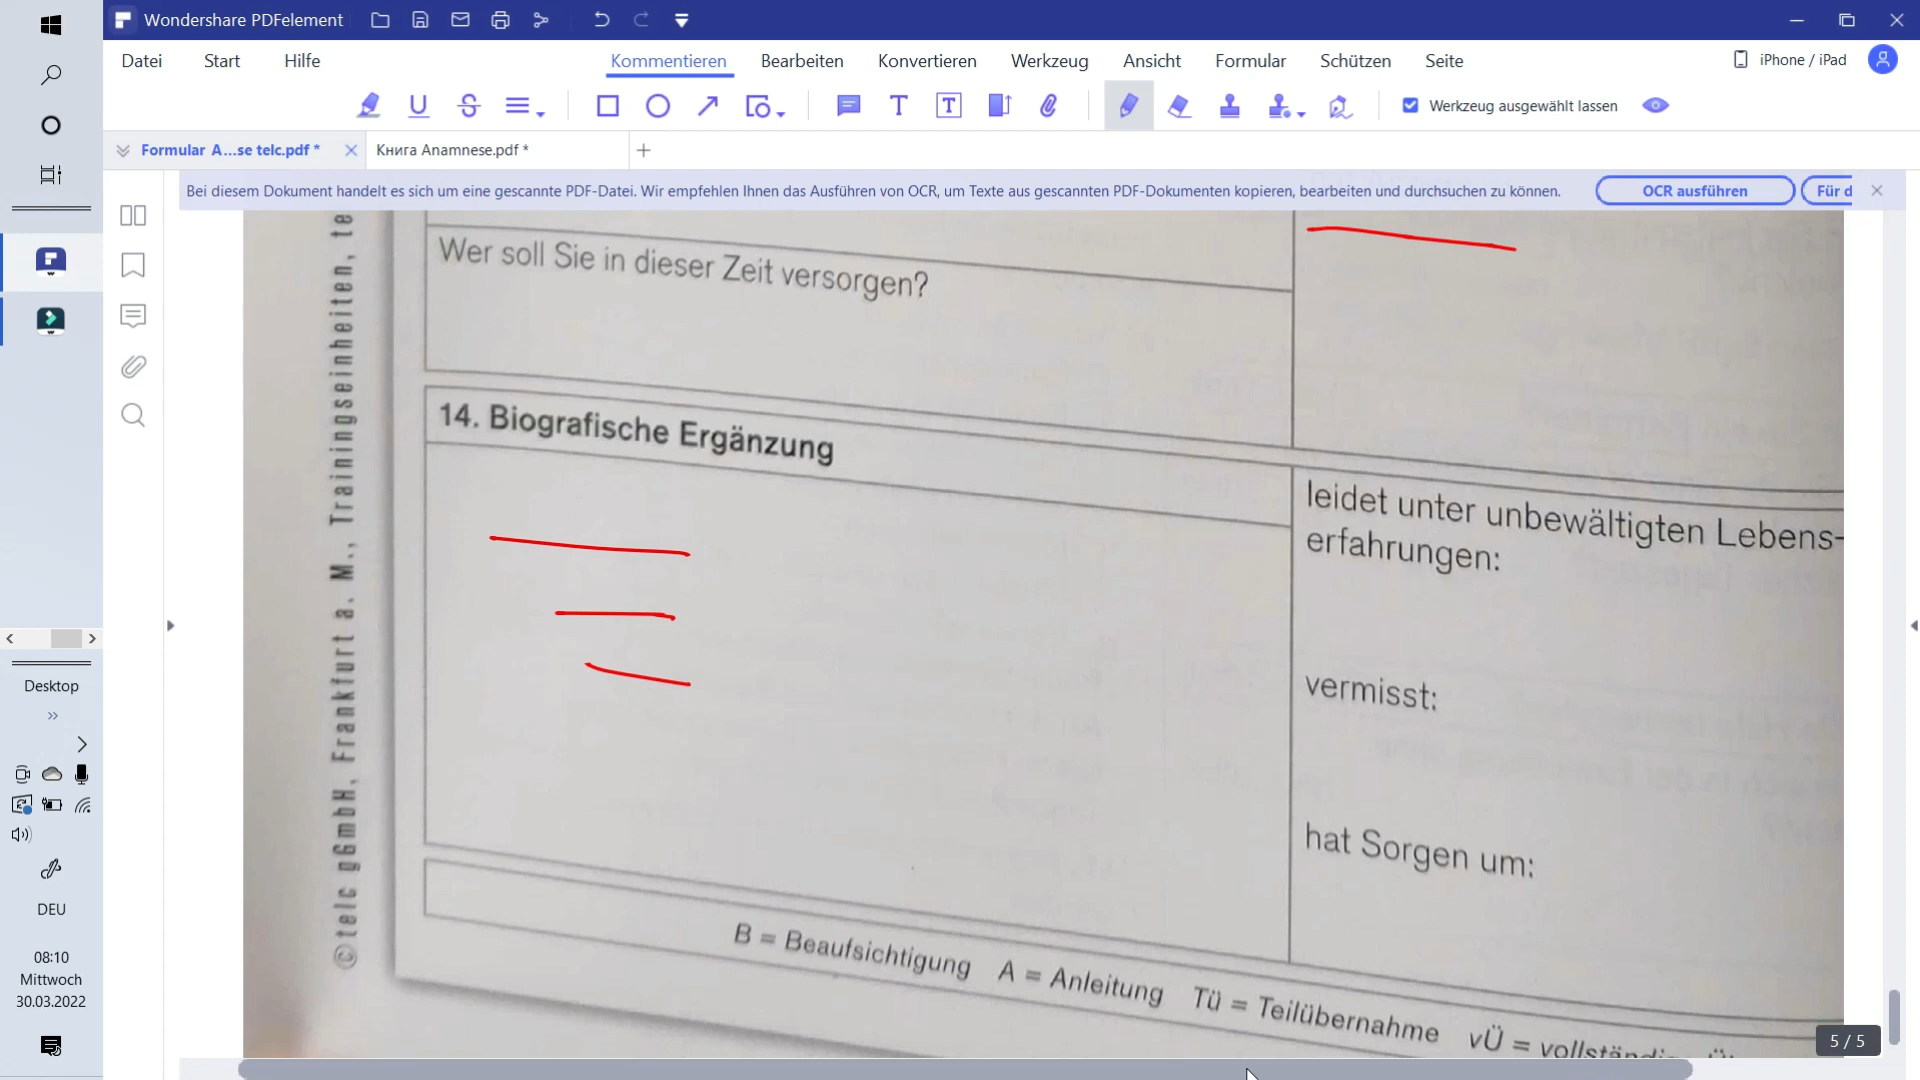 Wondershare PDFelement
Datei Start Hilfe Kommentieren Bearbeiten Konvertieren Werkzeug Ansicht Formular Schützen Seite iPhone / iPad
Werkzeug ausgewählt lassen
Formular A...se telc.pdf * Книга Anamnese.pdf *
Bei diesem Dokument handelt es sich um eine gescannte PDF-Datei. Wir empfehlen Ihnen das Ausführen von OCR, um Texte aus gescannten PDF-Dokumenten kopieren, bearbeiten und durchsuchen zu können. OCR ausführen Für d
Wer soll Sie in dieser Zeit versorgen?
14. Biografische Ergänzung
leidet unter unbewältigten Lebens-
erfahrungen:
vermisst:
hat Sorgen um:
B = Beaufsichtigung A = Anleitung Tü = Teilübernahme vÜ =
©telc gGmbH, Frankfurt a. M., Trainingseinheiten, te
Desktop
DEU
08:10
Mittwoch
30.03.2022
5 / 5